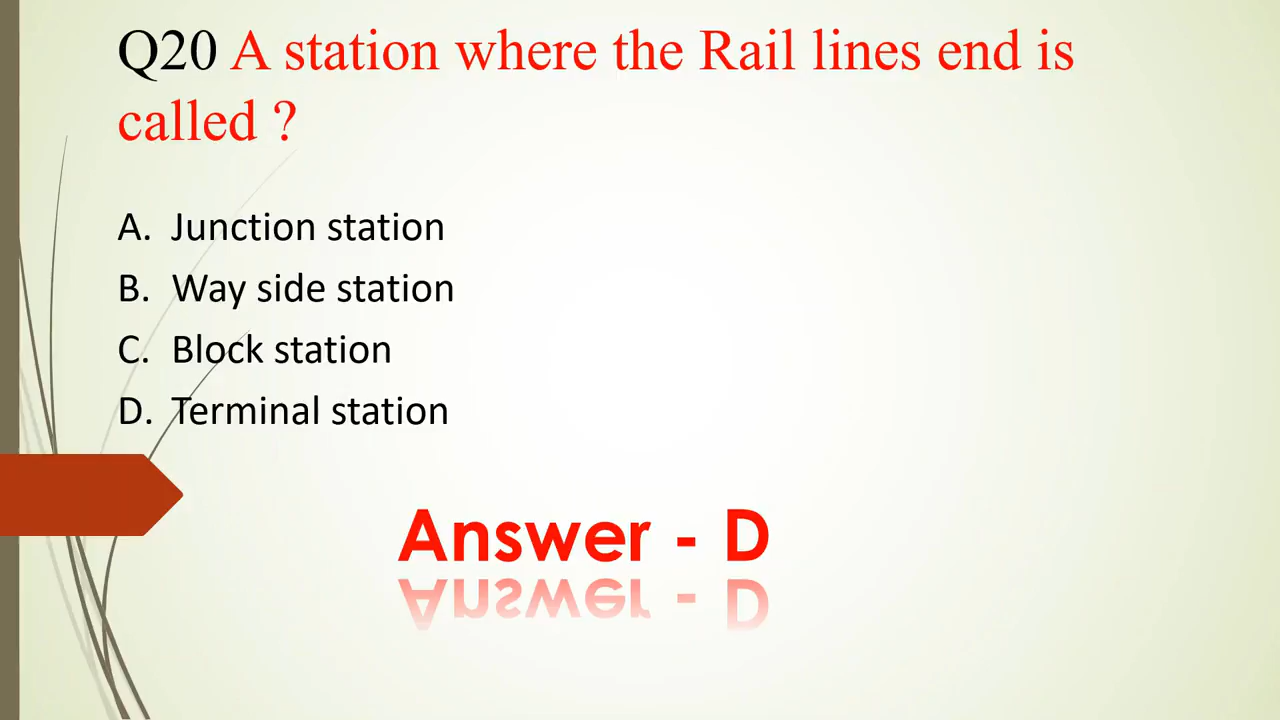 Q20 A station where the Rail lines end is
called ?
A. Junction station
B. Way side station
C. Block station
D. Terminal station
Answer - D